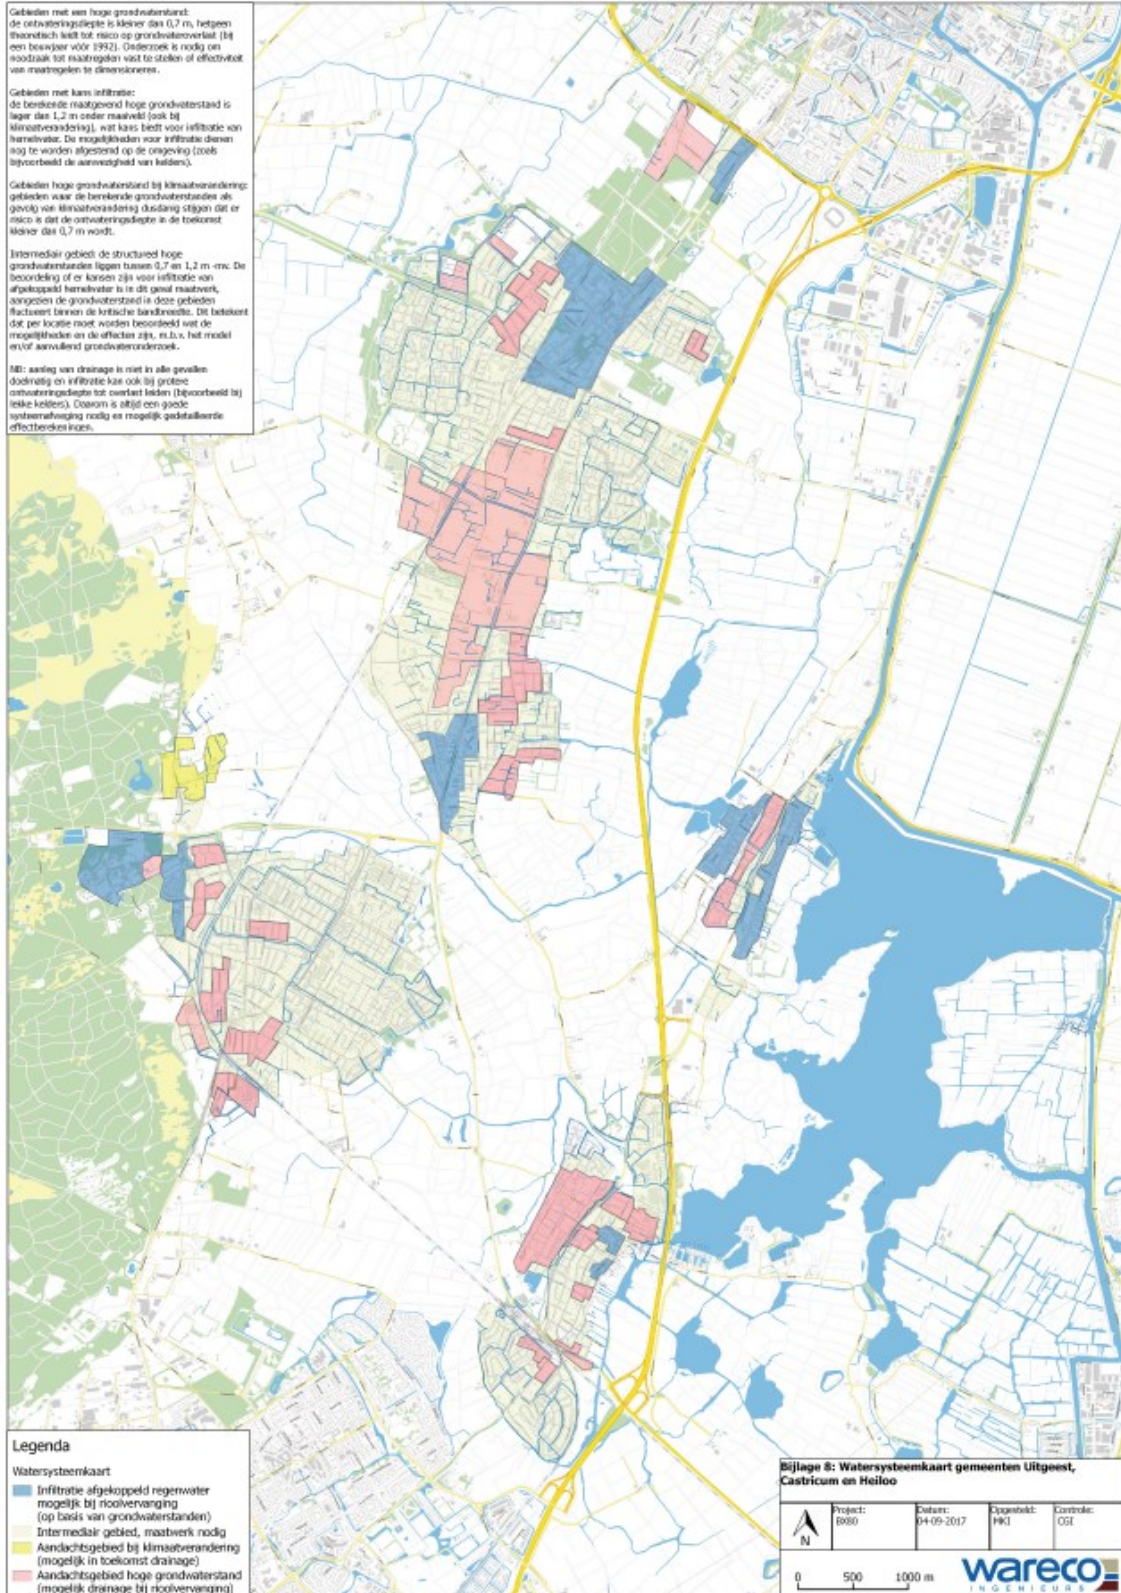 Gebieden met een hoge grondwaterstand:
de ontwateringsdiepte is kleiner dan 0,7 m, hetgeen
theoretisch leidt tot risico op grondwateroverlast (bij
een bouwjaar vóór 1992). Onderzoek is nodig om
noodzaak tot maatregelen vast te stellen of effectiviteit
van maatregelen te dimensioneren.
Gebieden met kans infiltratie:
de berekende maatgevend hoge grondwaterstand is
lager dan 1,2 m onder maaiveld (ook bij
klimaatverandering), wat kans biedt voor infiltratie van
hemelwater. De mogelijkheden voor infiltratie dienen
nog te worden afgestemd op de omgeving (zoals
bijvoorbeeld de aanwezigheid van kelders).
Gebieden hoge grondwaterstand bij klimaatverandering:
gebieden waar de berekende grondwaterstanden als
gevolg van klimaatverandering dusdanig stijgen dat er
risico is dat de ontwateringsdiepte in de toekomst
kleiner dan 0,7 m wordt.
Intermediair gebied: de structureel hoge
grondwaterstanden liggen tussen 0,7 en 1,2 m -mv. De
beoordeling of er kansen zijn voor infiltratie van
afgekoppeld hemelwater is in dit geval maatwerk,
aangezien de grondwaterstand in deze gebieden
fluctueert binnen de kritische bandbreedte. Dit betekent
dat per locatie moet worden beoordeeld wat de
mogelijkheden en de effecten zijn, m.b.v. het model
en/of aanvullend grondwateronderzoek.
NB: aanleg van drainage is niet in alle gevallen
doelmatig en infiltratie kan ook bij grotere
ontwateringsdiepte tot overlast leiden (bijvoorbeeld bij
lekke kelders). Daarom is altijd een goede
systeemafweging nodig en mogelijk gedetailleerde
effectberekeningen.
Legenda
Watersysteemkaart
Infiltratie afgekoppeld regenwater
mogelijk bij rioolvervanging
(op basis van grondwaterstanden)
Intermediair gebied, maatwerk nodig
Aandachtsgebied bij klimaatverandering
(mogelijk in toekomst drainage)
Aandachtsgebied hoge grondwaterstand
(mogelijk drainage bij rioolvervanging)
Bijlage 8: Watersysteemkaart gemeenten Uitgeest,
Castricum en Heiloo
N
Project:
BX80
Datum:
04-09-2017
Opgesteld:
MKI
Controle:
CGI
0 500 1000 m
wareco
INGENIEURS